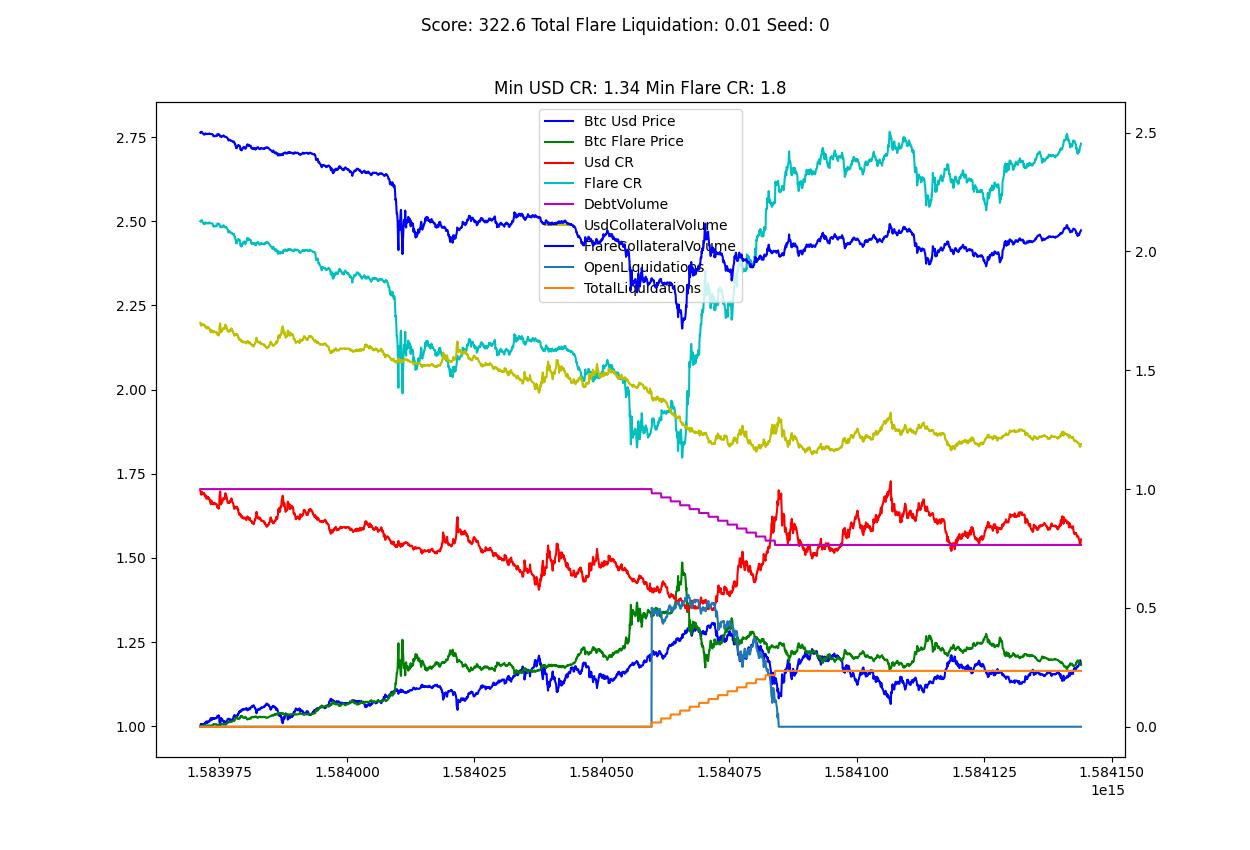 Score: 322.6 Total Flare Liquidation: 0.01 Seed: 0
Min USD CR: 1.34 Min Flare CR: 1.8
Btc Usd Price
Btc Flare Price
Usd CR
Flare CR
DebtVolume
UsdCollateralVolume
FlareCollateralVolume
OpenLiquidations
TotalLiquidations
2.75
2.50
2.25
2.00
1.75
1.50
1.25
1.00
2.5
2.0
1.5
1.0
0.5
0.0
1.583975 1.584000 1.584025 1.584050 1.584075 1.584100 1.584125 1.584150
1e15